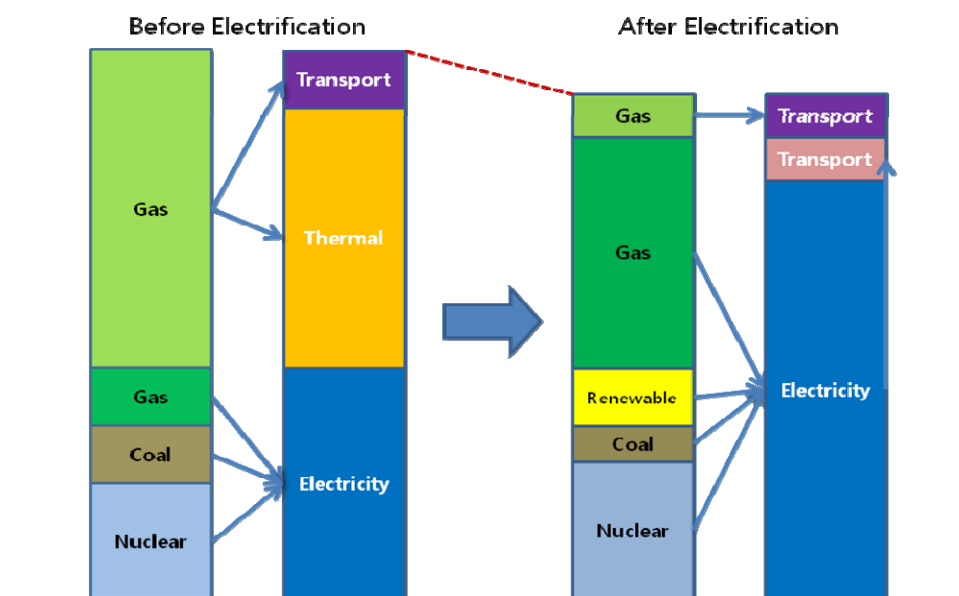 Before Electrification
After Electrification
Gas
Gas
Coal
Nuclear
Transport
Thermal
Electricity
Gas
Gas
Renewable
Coal
Nuclear
Transport
Transport
Electricity